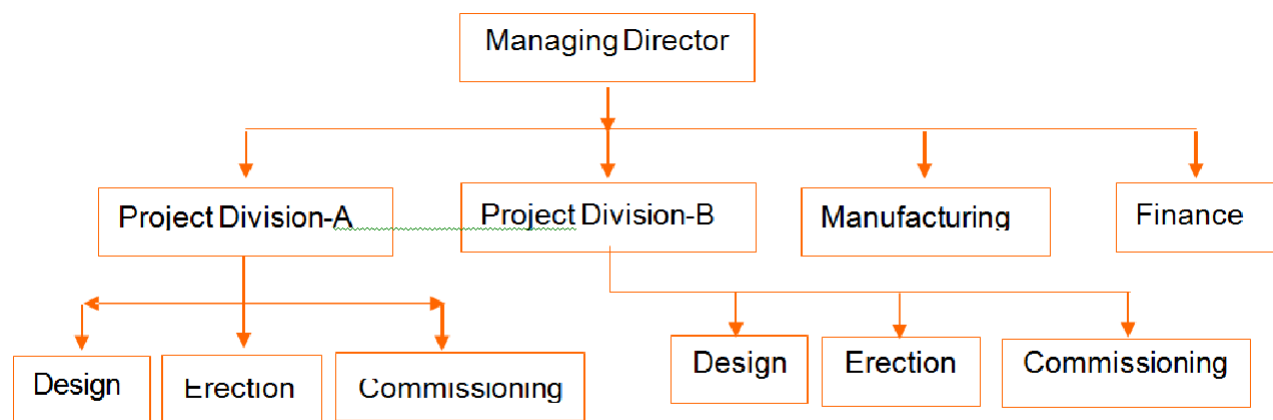 Managing Director
Project Division-A
Project Division-B
Manufacturing
Finance
Design
Erection
Commissioning
Design
Erection
Commissioning